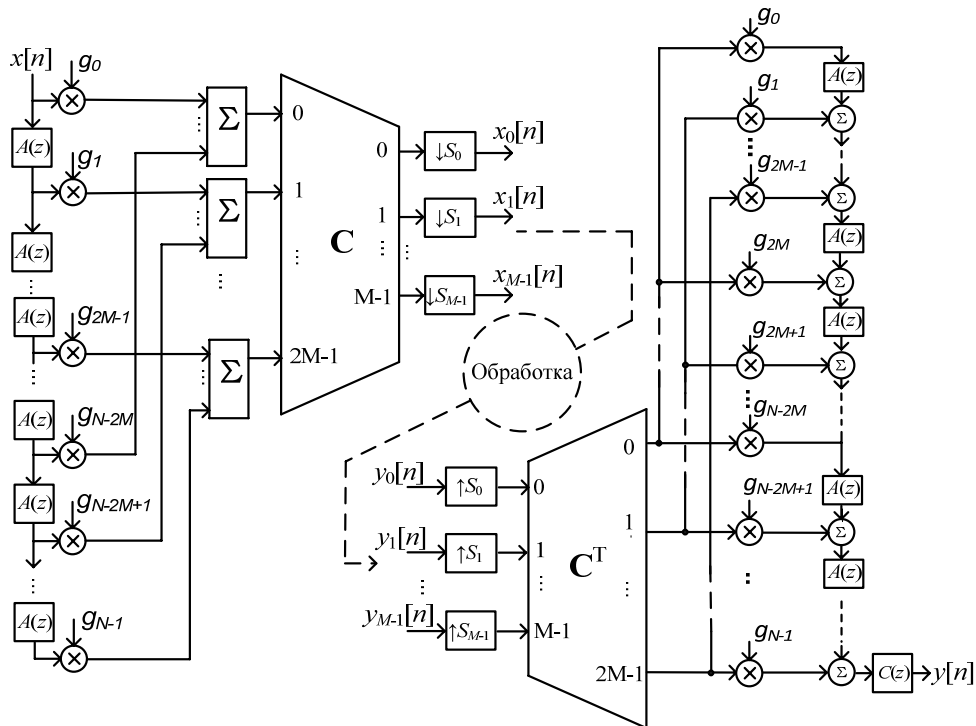 x[n]
g0
A(z)
g1
A(z)
A(z)
g2M-1
A(z)
gN-2M
A(z)
gN-2M+1
A(z)
gN-1
Σ
Σ
Σ
0
1
2M-1
C
0
1
M-1
↓S0
↓S1
↓SM-1
x0[n]
x1[n]
xM-1[n]
Обработка
y0[n]
y1[n]
yM-1[n]
↑S0
↑S1
↑SM-1
0
1
M-1
C^T
0
1
2M-1
g0
A(z)
g1
Σ
g2M-1
Σ
A(z)
g2M
Σ
A(z)
g2M+1
Σ
gN-2M
A(z)
gN-2M+1
Σ
A(z)
gN-1
Σ
C(z)
y[n]